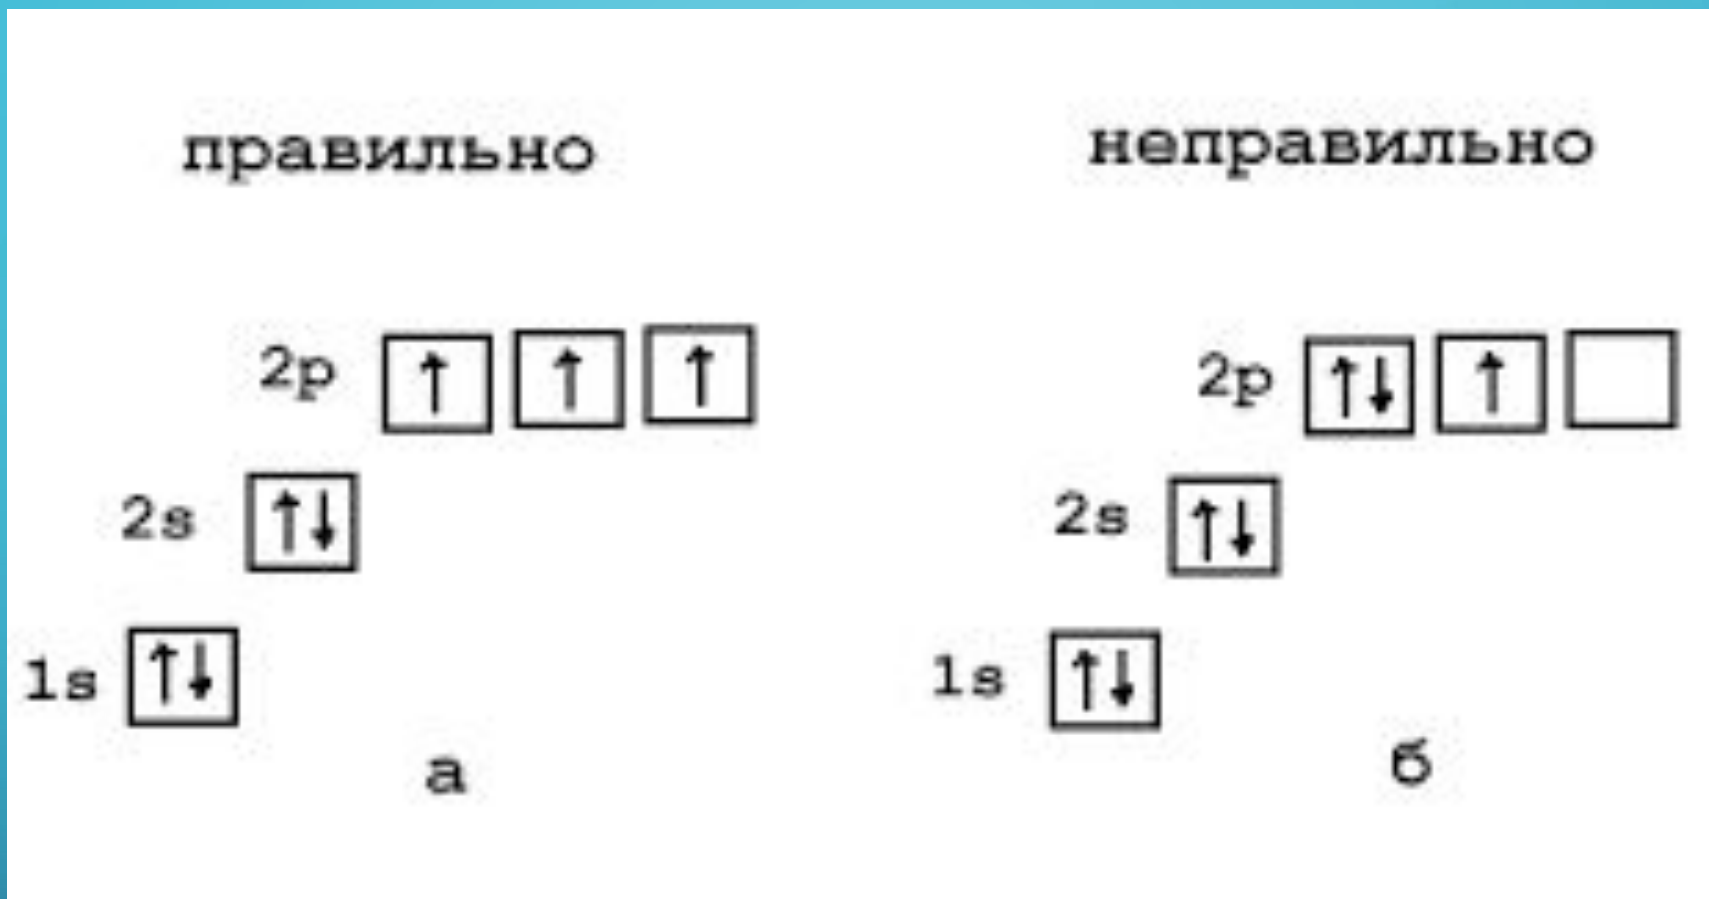 правильно
неправильно
2p ↑ ↑ ↑
2p ↑↓ ↑
2s ↑↓
2s ↑↓
1s ↑↓
1s ↑↓
а
б